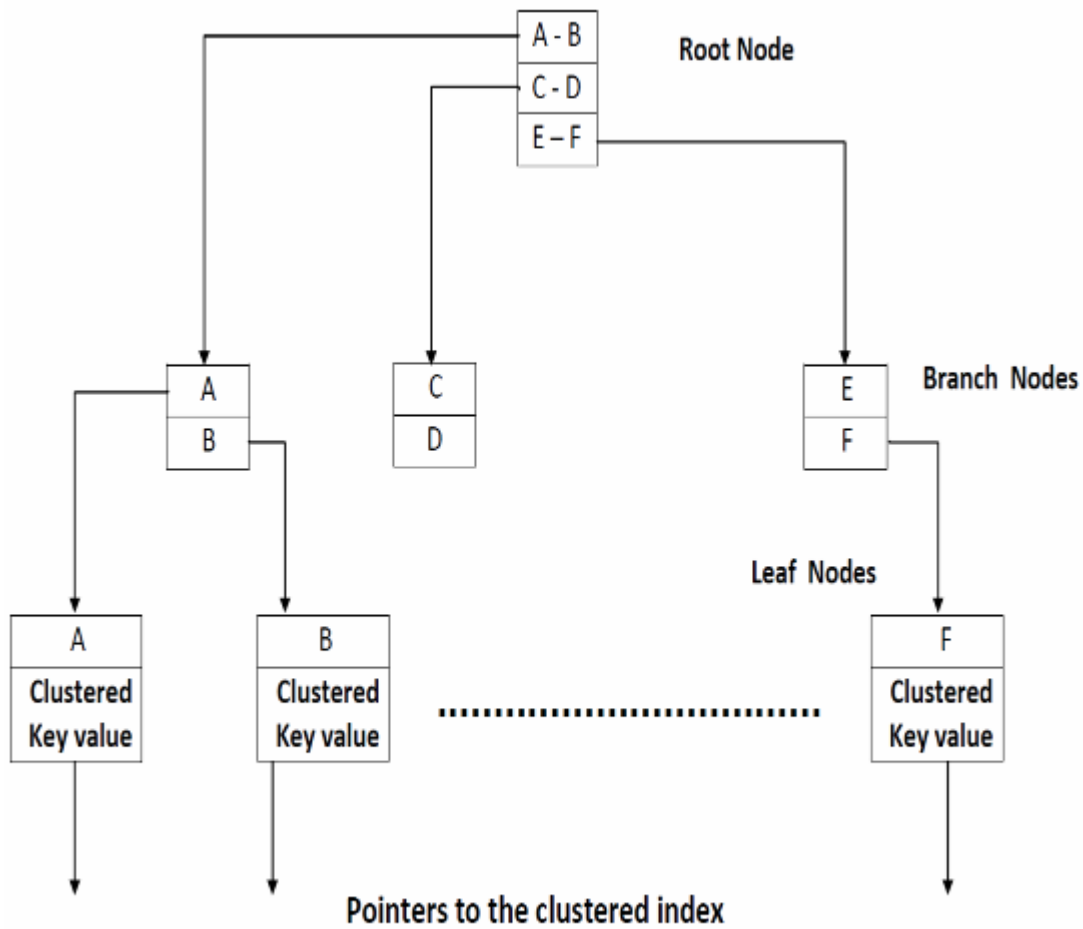 A - B
Root Node
C - D
E – F
A
B
C
D
E
F
Branch Nodes
Leaf Nodes
A
Clustered
Key value
B
Clustered
Key value
F
Clustered
Key value
Pointers to the clustered index